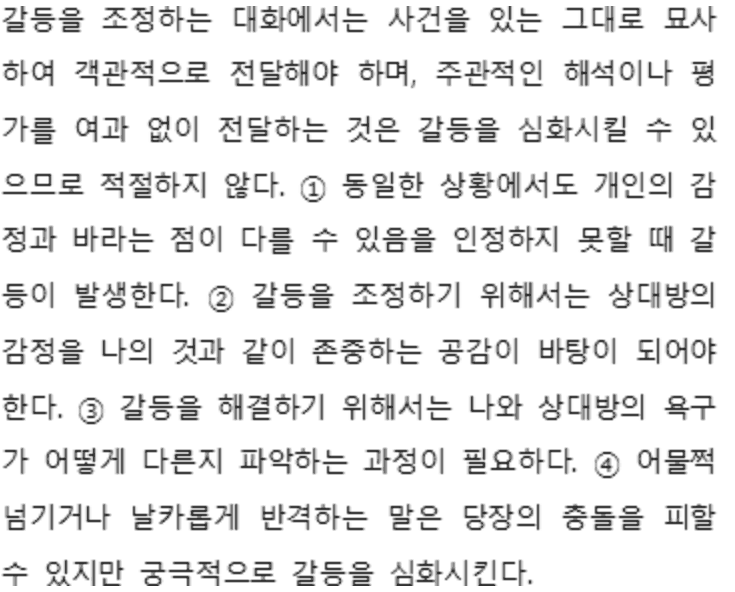 갈등을 조정하는 대화에서는 사건을 있는 그대로 묘사
하여 객관적으로 전달해야 하며, 주관적인 해석이나 평
가를 여과 없이 전달하는 것은 갈등을 심화시킬 수 있
으므로 적절하지 않다. ① 동일한 상황에서도 개인의 감
정과 바라는 점이 다를 수 있음을 인정하지 못할 때 갈
등이 발생한다. ② 갈등을 조정하기 위해서는 상대방의
감정을 나의 것과 같이 존중하는 공감이 바탕이 되어야
한다. ③ 갈등을 해결하기 위해서는 나와 상대방의 욕구
가 어떻게 다른지 파악하는 과정이 필요하다. ④ 어물쩍
넘기거나 날카롭게 반격하는 말은 당장의 충돌을 피할
수 있지만 궁극적으로 갈등을 심화시킨다.